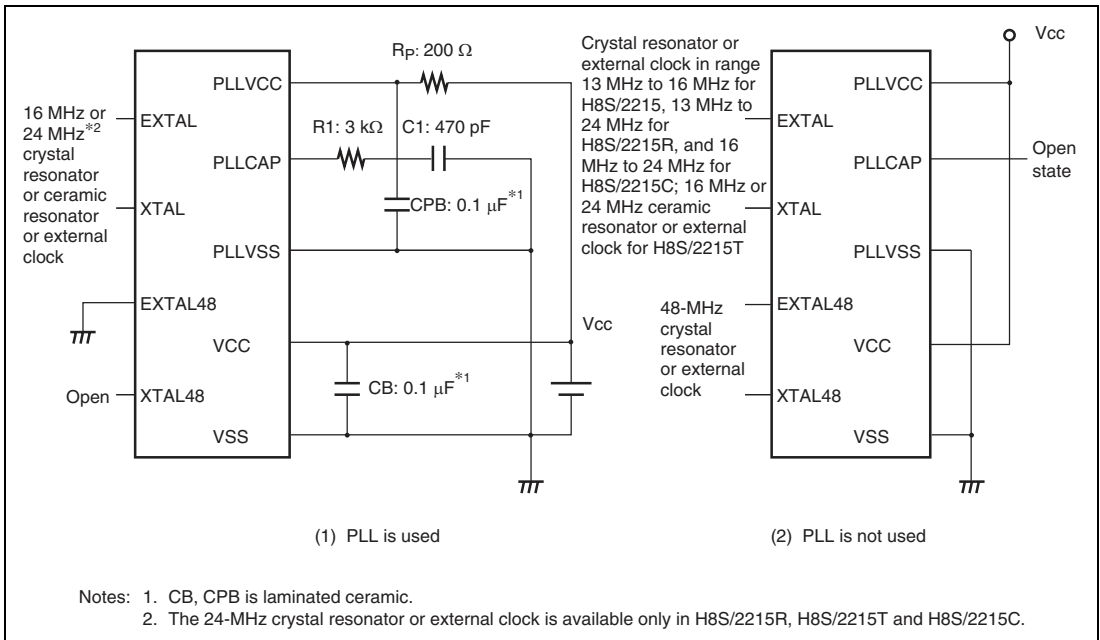 16 MHz or
24 MHz*2
crystal
resonator
or ceramic
resonator
or external
clock
EXTAL
XTAL
EXTAL48
Open
XTAL48
PLLVCC
PLLCAP
PLLVSS
VCC
VSS
RP: 200 Ω
R1: 3 kΩ
C1: 470 pF
CPB: 0.1 μF*1
CB: 0.1 μF*1
Vcc
(1) PLL is used
Crystal resonator or
external clock in range
13 MHz to 16 MHz for
H8S/2215, 13 MHz to
24 MHz for
H8S/2215R, and 16
MHz to 24 MHz for
H8S/2215C; 16 MHz or
24 MHz ceramic
resonator or external
clock for H8S/2215T
48-MHz
crystal
resonator
or external
clock
EXTAL
XTAL
EXTAL48
XTAL48
PLLVCC
PLLCAP
PLLVSS
VCC
VSS
Vcc
Open
state
(2) PLL is not used
Notes: 1. CB, CPB is laminated ceramic.
2. The 24-MHz crystal resonator or external clock is available only in H8S/2215R, H8S/2215T and H8S/2215C.